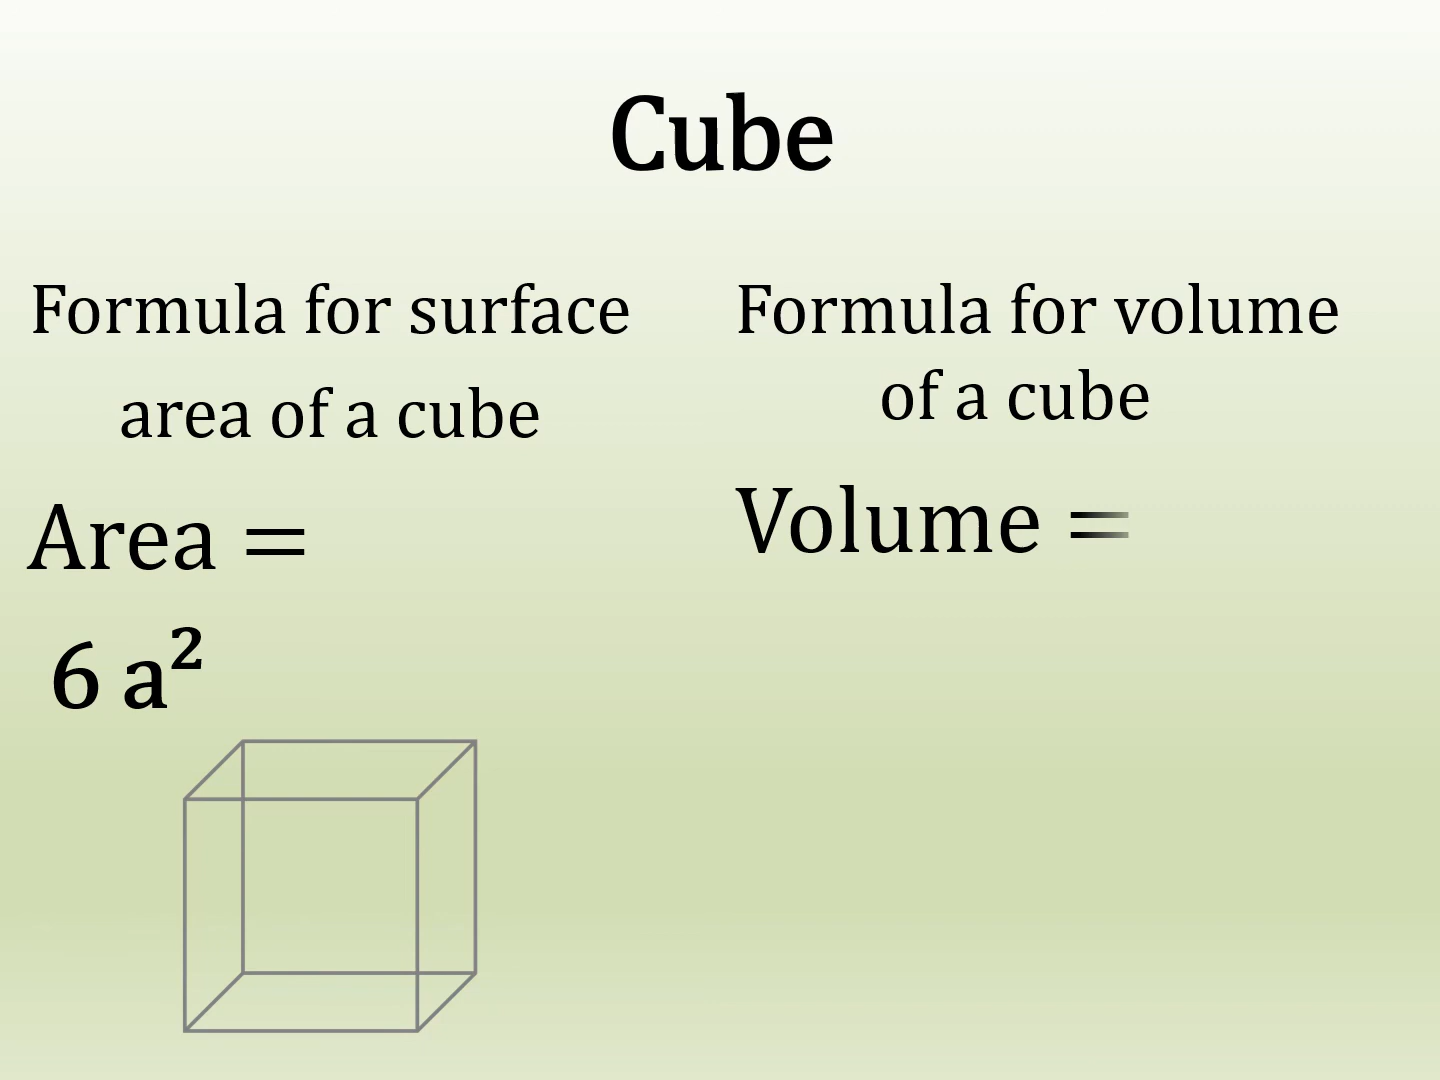 Cube
Formula for surface
area of a cube
Area =
6 a²
Formula for volume
of a cube
Volume =